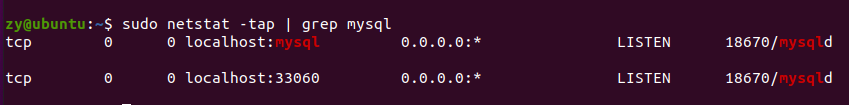 zy@ubuntu:~$ sudo netstat -tap | grep mysql
tcp        0      0 localhost:mysql         0.0.0.0:*               LISTEN      18670/mysqld
tcp        0      0 localhost:33060         0.0.0.0:*               LISTEN      18670/mysqld